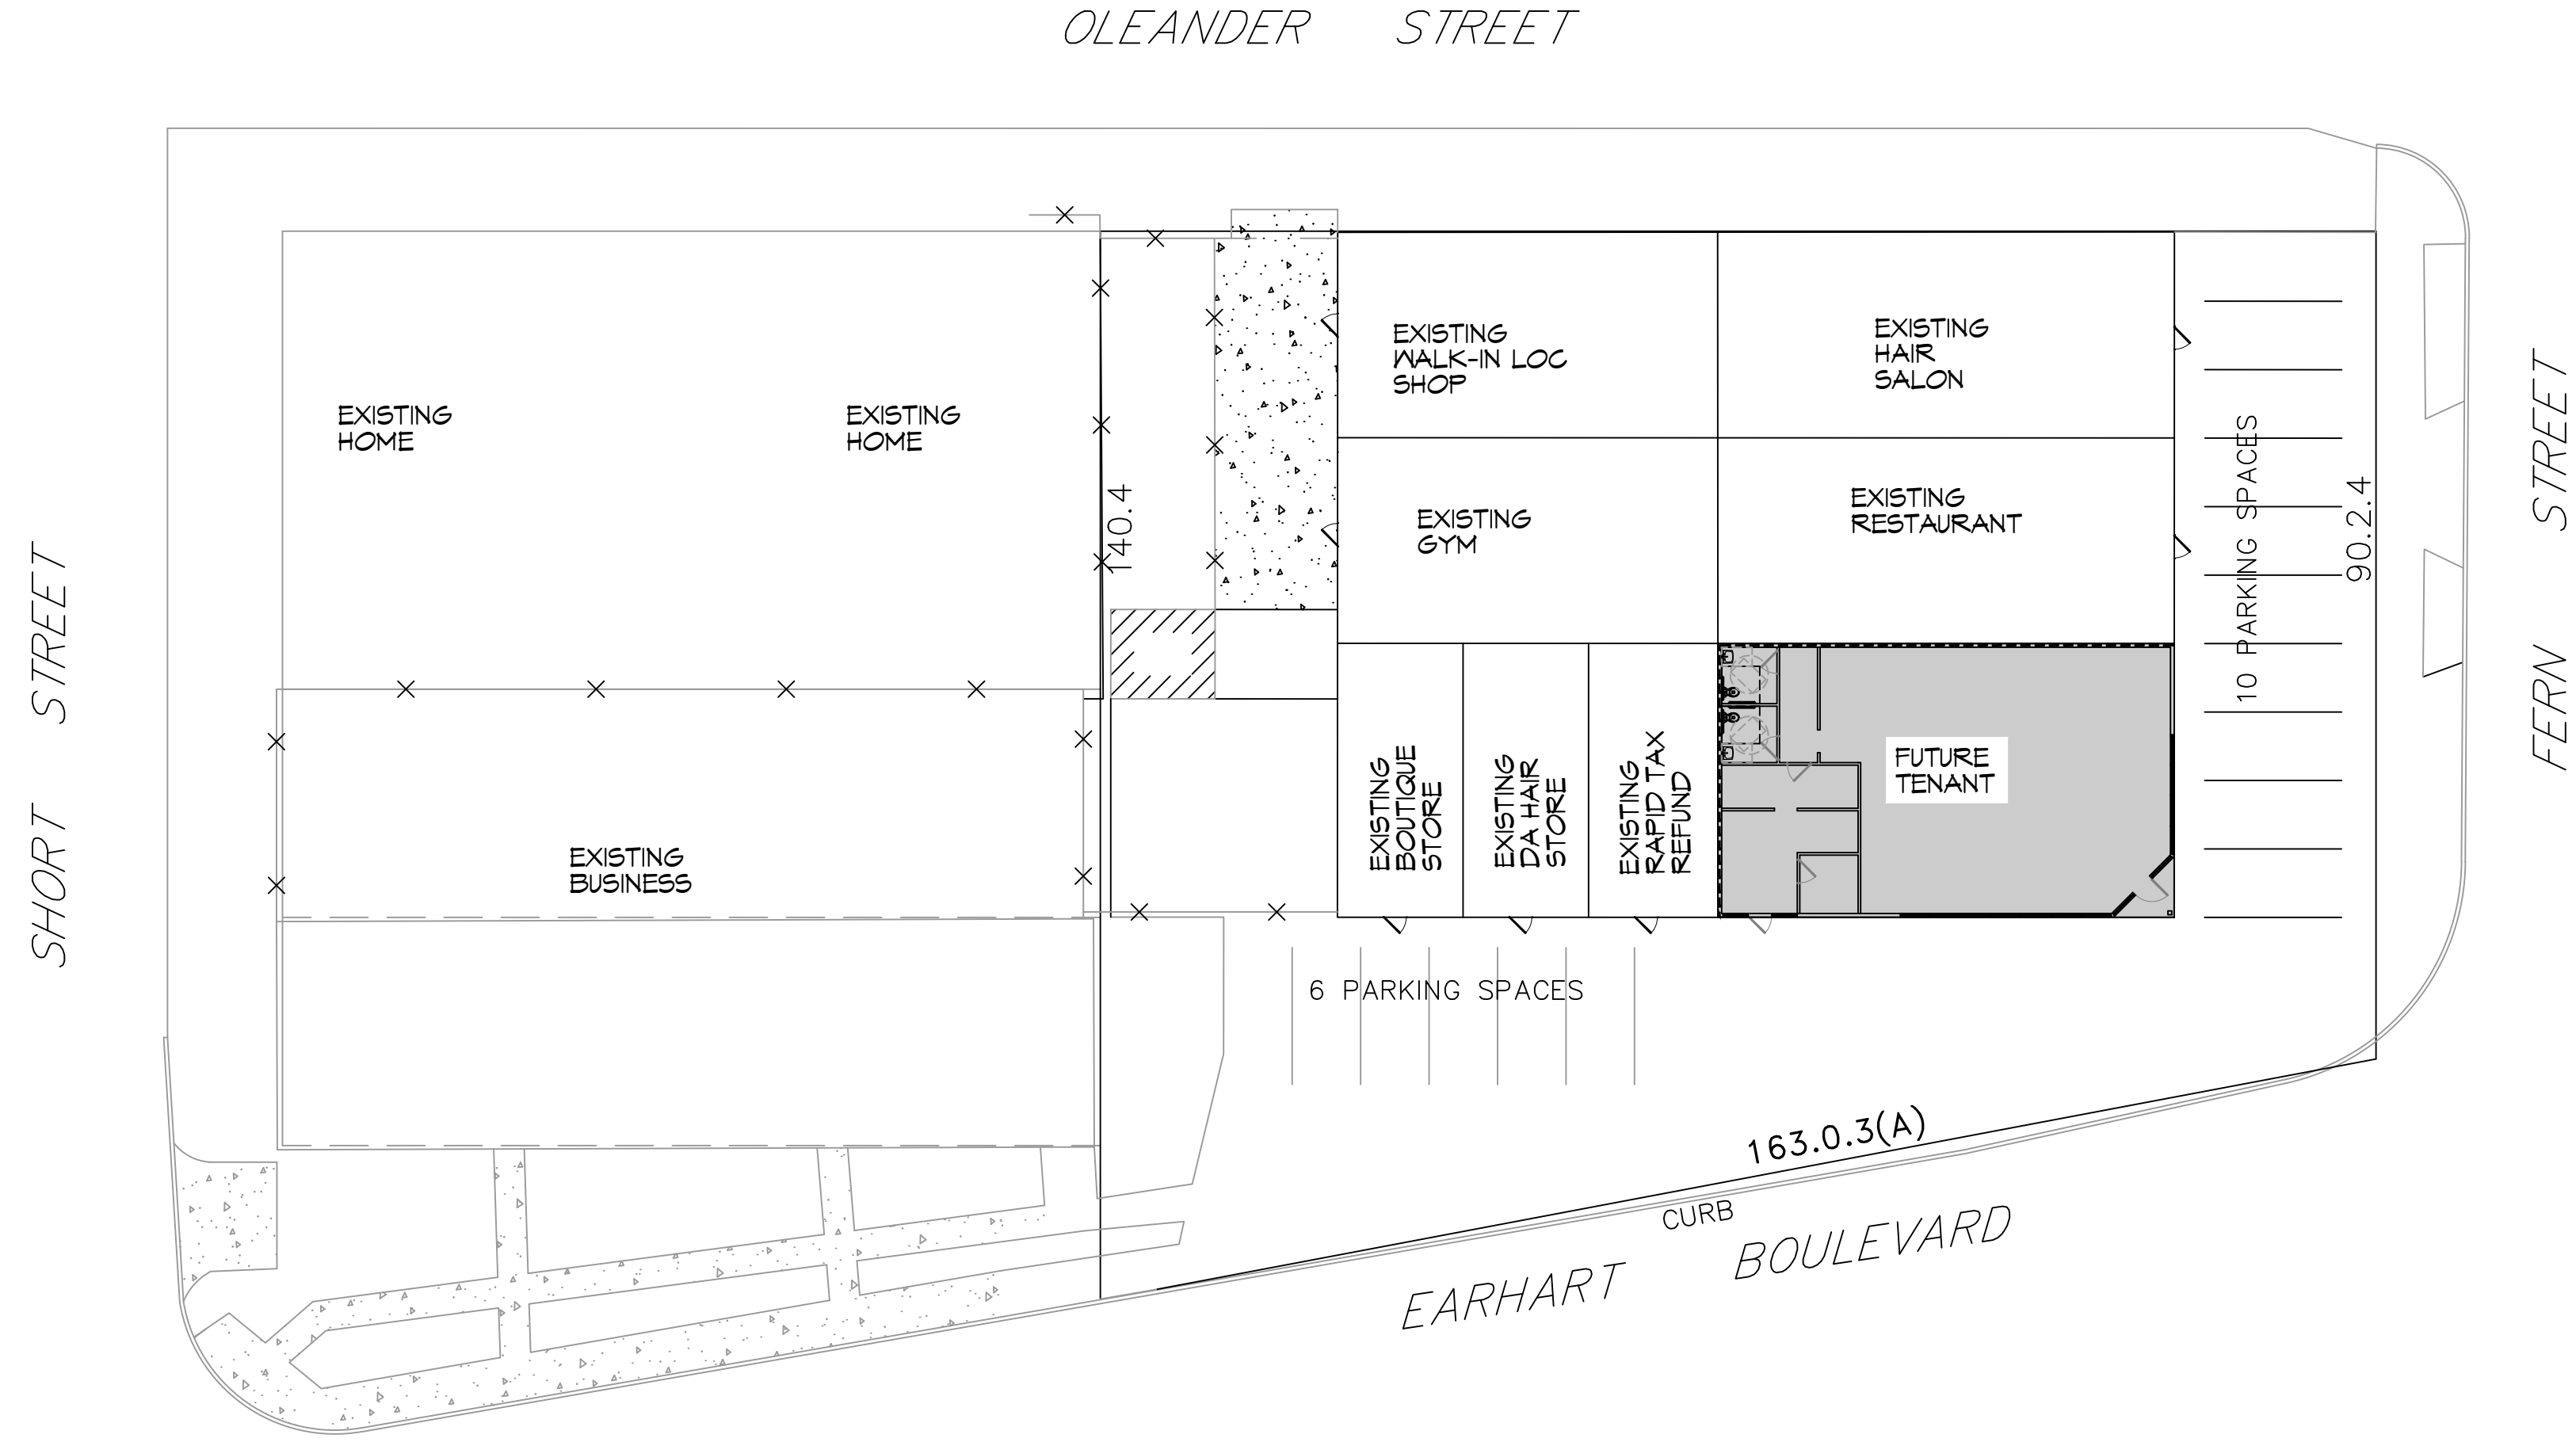 OLEANDER STREET
EXISTING
WALK-IN LOC
SHOP
EXISTING
HAIR
SALON
EXISTING
HOME
EXISTING
HOME
140.4
EXISTING
GYM
EXISTING
RESTAURANT
10 PARKING SPACES
90.2.4
FERN STREET
SHORT STREET
EXISTING
BUSINESS
EXISTING
BOUTIQUE
STORE
EXISTING
DA HAIR
STORE
EXISTING
RAPID TAX
REFUND
FUTURE
TENANT
6 PARKING SPACES
163.0.3(A)
CURB
EARHART BOULEVARD